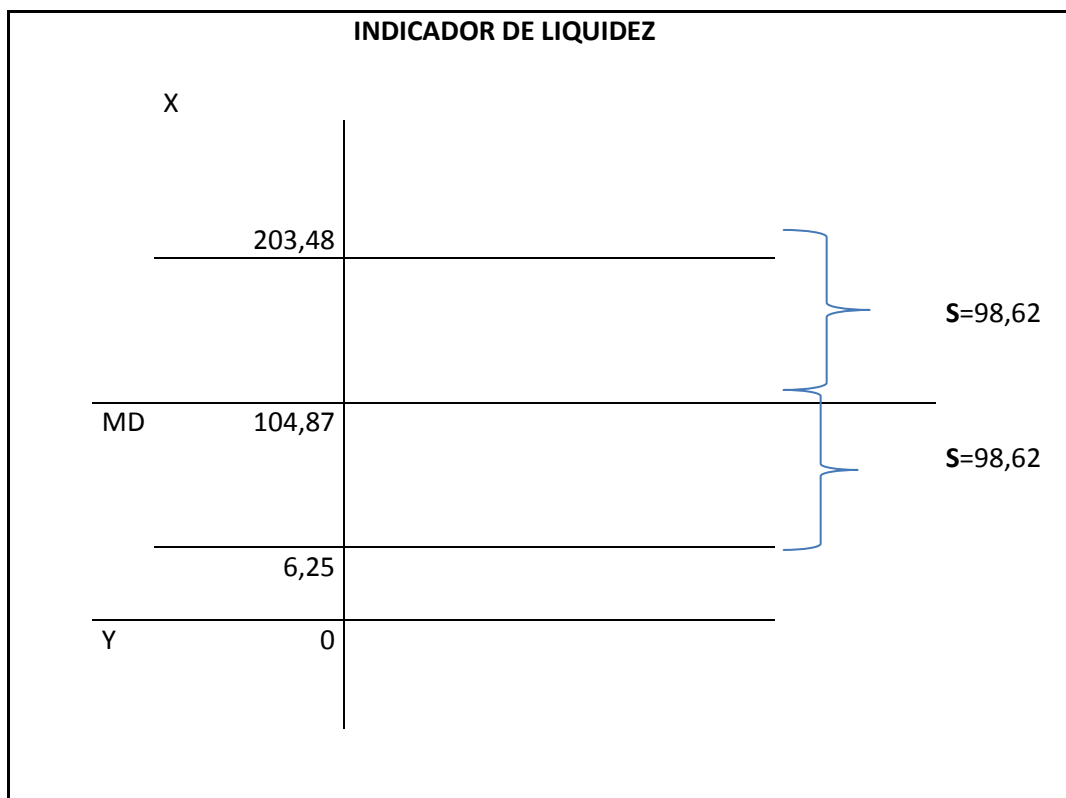 INDICADOR DE LIQUIDEZ
X
203,48
S=98,62
MD 104,87
S=98,62
6,25
Y 0